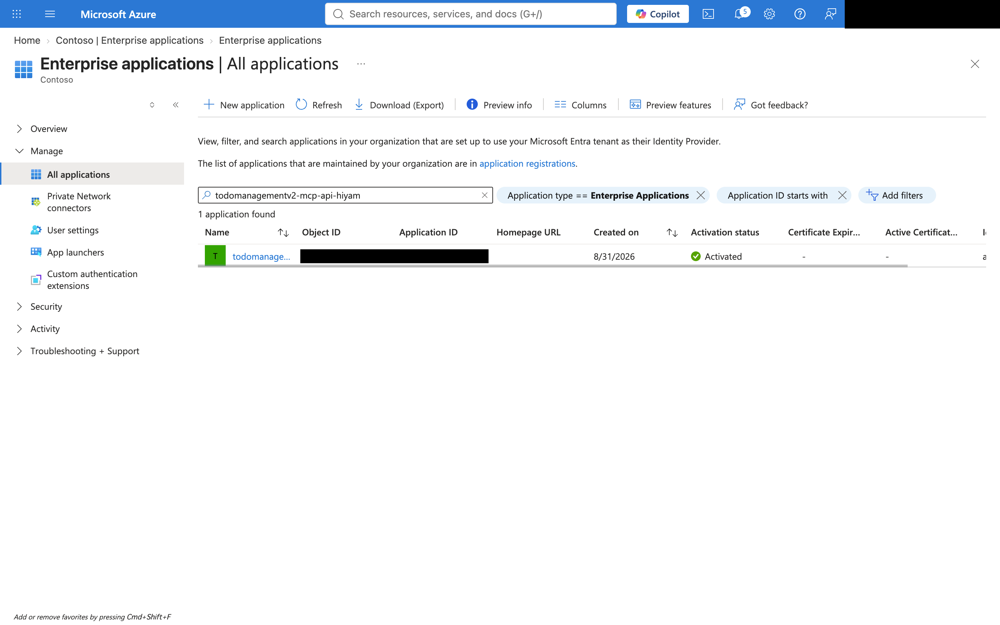 Microsoft Azure
Search resources, services, and docs (G+/)
Copilot
5
Home
Contoso | Enterprise applications
Enterprise applications
Enterprise applications | All applications
...
Contoso
New application
Refresh
Download (Export)
Preview info
Columns
Preview features
Got feedback?
Overview
Manage
All applications
Private Network
connectors
User settings
App launchers
Custom authentication
extensions
Security
Activity
Troubleshooting + Support
View, filter, and search applications in your organization that are set up to use your Microsoft Entra tenant as their Identity Provider.
The list of applications that are maintained by your organization are in application registrations.
todomanagementv2-mcp-api-hiyam
Application type == Enterprise Applications
Application ID starts with
Add filters
1 application found
Name
Object ID
Application ID
Homepage URL
Created on
Activation status
Certificate Expir...
Active Certificat...
T
todomanage...
8/31/2026
Activated
-
-
Add or remove favorites by pressing Cmd+Shift+F